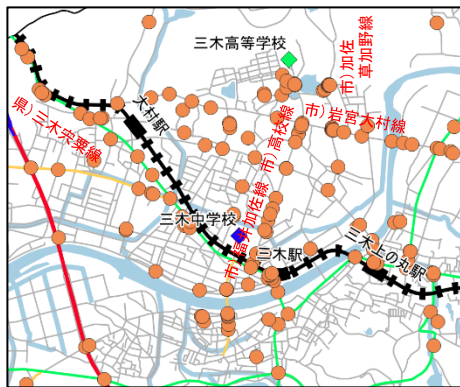 三木高等学校
市)加佐
草加野線
大村駅
市)岩宮大村線
県)三木宍粟線
市)高校線
三木中学校
市)福井加佐線
三木駅
三木上の丸駅